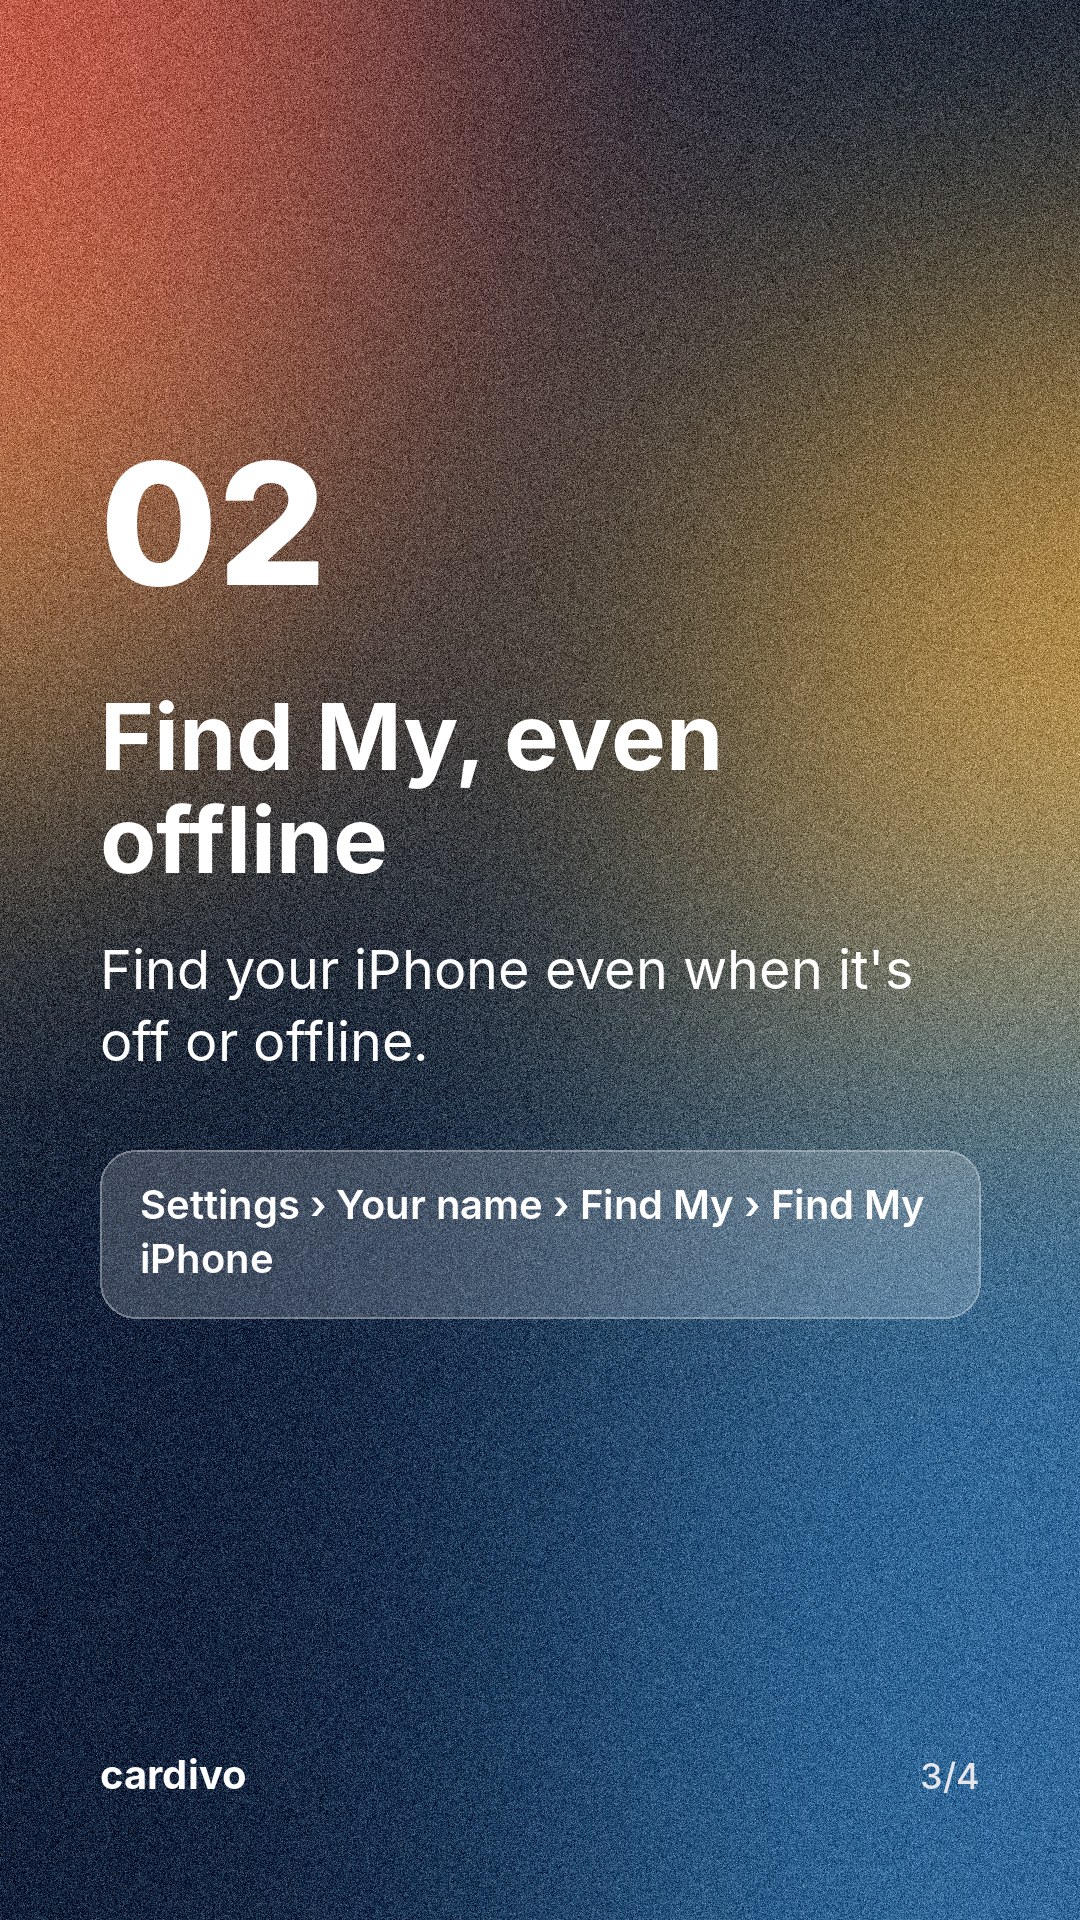 02
Find My, even
offline
Find your iPhone even when it's
off or offline.
Settings › Your name › Find My › Find My
iPhone
cardivo
3/4